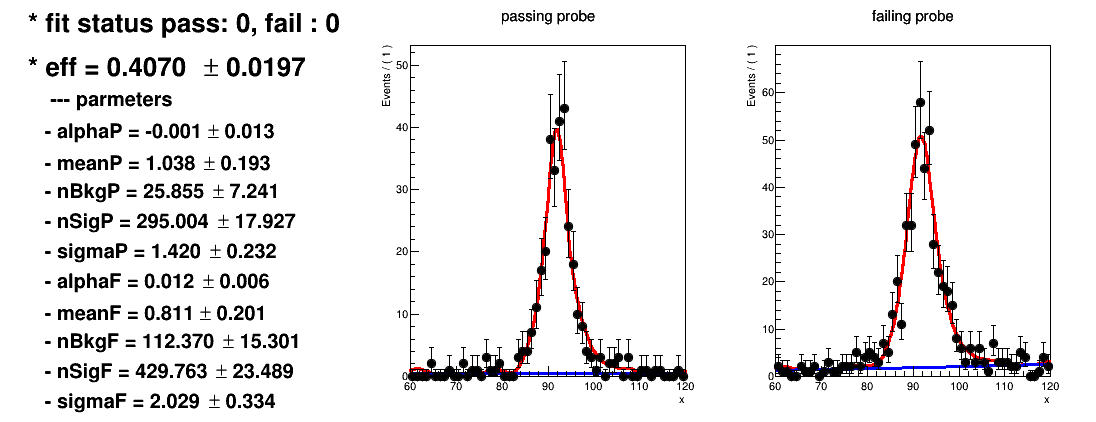 * fit status pass: 0, fail : 0
* eff = 0.4070 ± 0.0197
--- parmeters
- alphaP = -0.001 ± 0.013
- meanP = 1.038 ± 0.193
- nBkgP = 25.855 ± 7.241
- nSigP = 295.004 ± 17.927
- sigmaP = 1.420 ± 0.232
- alphaF = 0.012 ± 0.006
- meanF = 0.811 ± 0.201
- nBkgF = 112.370 ± 15.301
- nSigF = 429.763 ± 23.489
- sigmaF = 2.029 ± 0.334
passing probe
Events / ( 1 )
50
40
30
20
10
0
60 70 80 90 100 110 120
x
failing probe
Events / ( 1 )
60
50
40
30
20
10
0
60 70 80 90 100 110 120
x